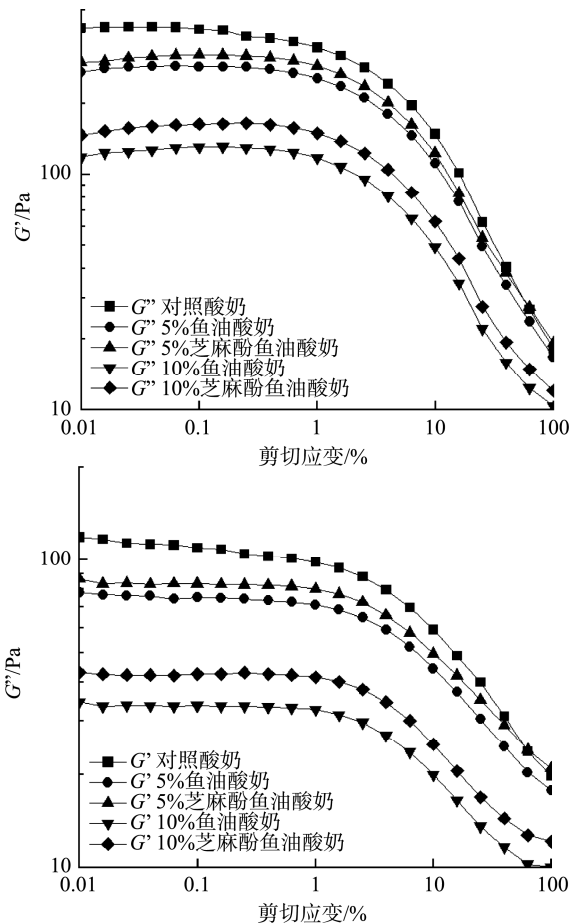 100
10
G'/Pa
G” 对照酸奶
G” 5%鱼油酸奶
G” 5%芝麻酚鱼油酸奶
G” 10%鱼油酸奶
G” 10%芝麻酚鱼油酸奶
0.01 0.1 1 10 100
剪切应变/%
100
10
G”/Pa
G’ 对照酸奶
G’ 5%鱼油酸奶
G’ 5%芝麻酚鱼油酸奶
G’ 10%鱼油酸奶
G’ 10%芝麻酚鱼油酸奶
0.01 0.1 1 10 100
剪切应变/%